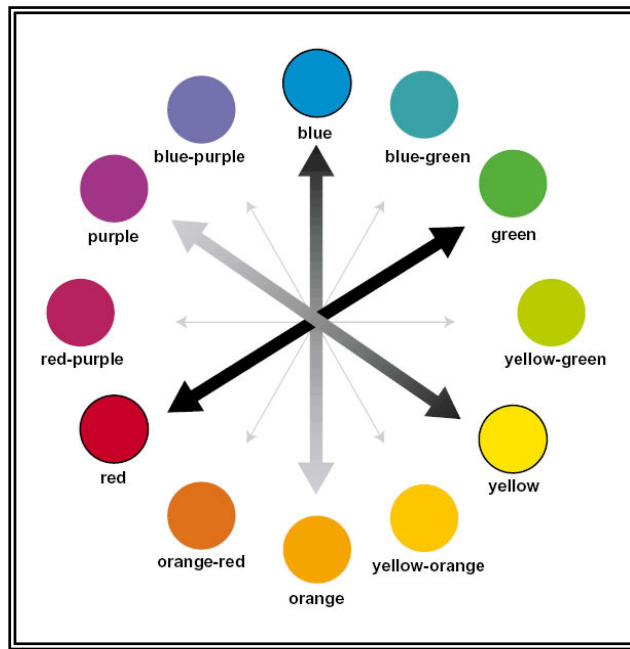 blue
blue-purple
blue-green
purple
green
red-purple
yellow-green
red
yellow
orange-red
yellow-orange
orange